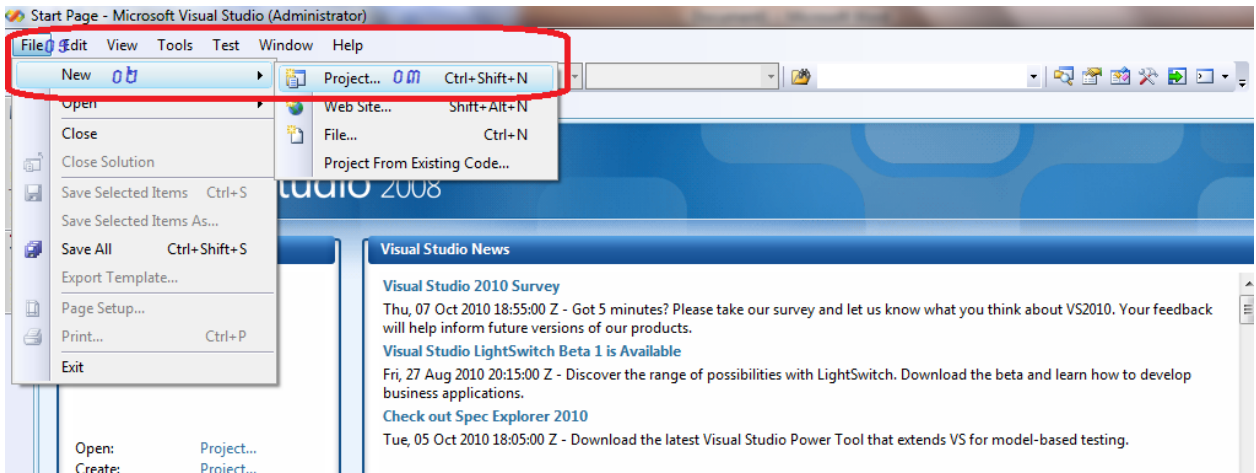 Start Page - Microsoft Visual Studio (Administrator)
File ০১ Edit View Tools Test Window Help
New ০২
Project... ০৩ Ctrl+Shift+N
Open
Web Site... Shift+Alt+N
Close
File... Ctrl+N
Close Solution
Project From Existing Code...
Save Selected Items Ctrl+S
2008
Save Selected Items As...
Save All Ctrl+Shift+S
Export Template...
Page Setup...
Print... Ctrl+P
Exit
Visual Studio News
Visual Studio 2010 Survey
Thu, 07 Oct 2010 18:55:00 Z - Got 5 minutes? Please take our survey and let us know what you think about VS2010. Your feedback
will help inform future versions of our products.
Visual Studio LightSwitch Beta 1 is Available
Fri, 27 Aug 2010 20:15:00 Z - Discover the range of possibilities with LightSwitch. Download the beta and learn how to develop
business applications.
Check out Spec Explorer 2010
Tue, 05 Oct 2010 18:05:00 Z - Download the latest Visual Studio Power Tool that extends VS for model-based testing.
Open: Project...
Create: Project...